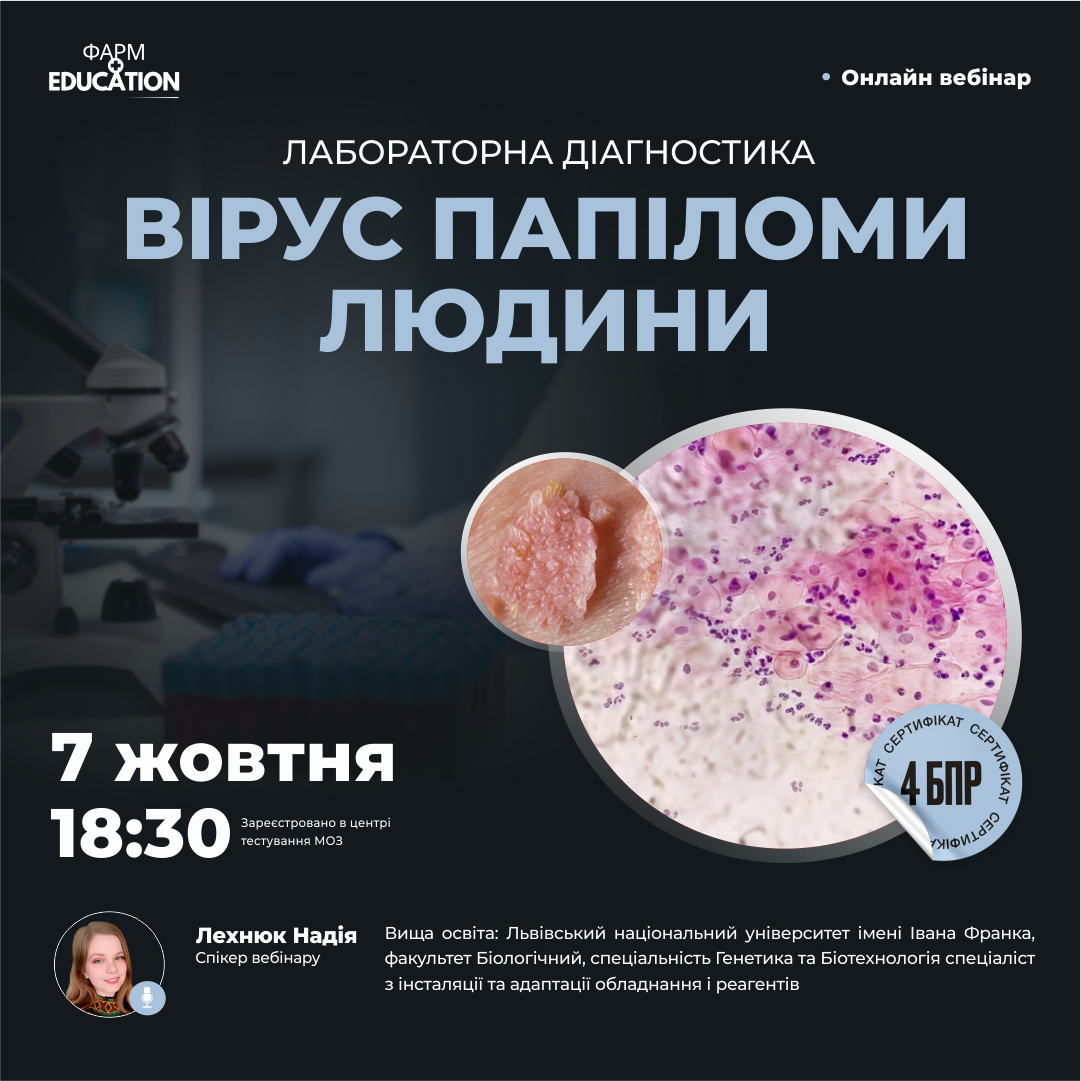 ФАРМ
EDUCATION
• Онлайн вебінар
ЛАБОРАТОРНА ДІАГНОСТИКА
ВІРУС ПАПІЛОМИ
ЛЮДИНИ
7 жовтня
18:30
Зареєстровано в центрі
тестування МОЗ
КАТ СЕРТИФІКАТ СЕРТИФІКАТ СЕРТИФІКА
4 БПР
Лехнюк Надія
Спікер вебінару
Вища освіта: Львівський національний університет імені Івана Франка,
факультет Біологічний, спеціальність Генетика та Біотехнологія спеціаліст
з інсталяції та адаптації обладнання і реагентів